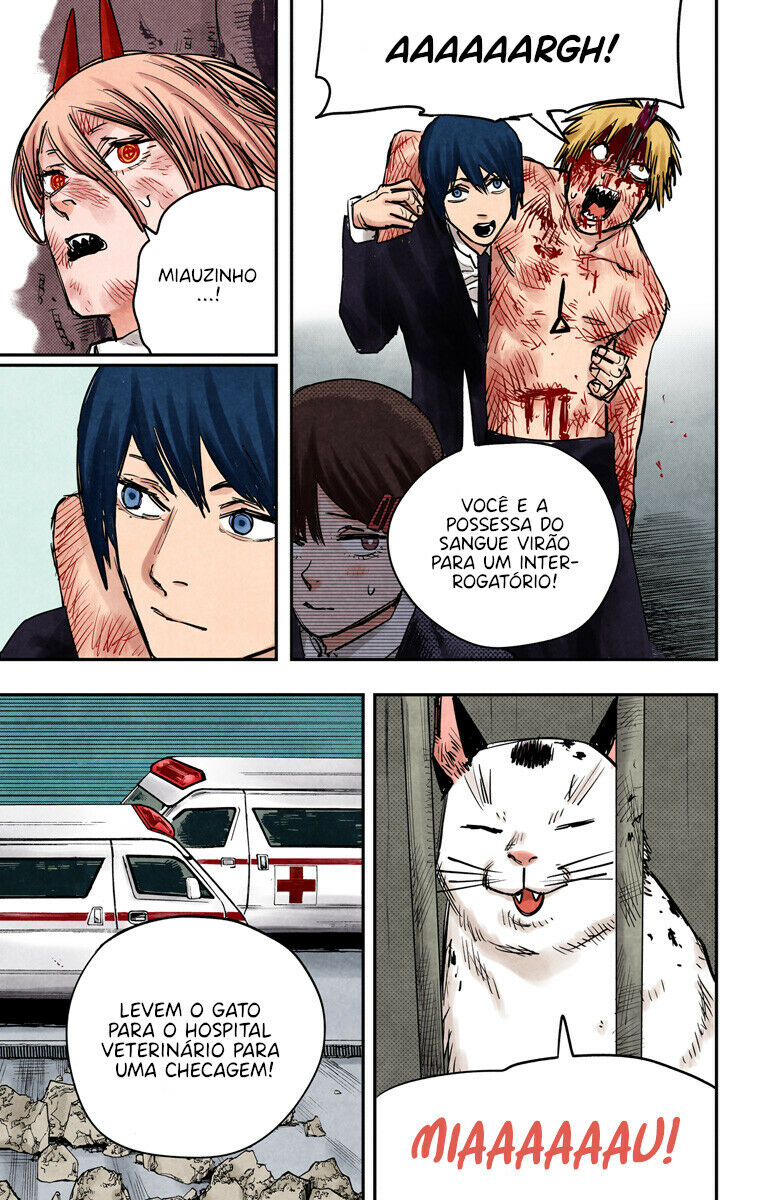 AAAAAARGH!
MIAUZINHO
...!
VOCÊ E A
POSSESSA DO
SANGUE VIRÃO
PARA UM INTER-
ROGATÓRIO!
LEVEM O GATO
PARA O HOSPITAL
VETERINÁRIO PARA
UMA CHECAGEM!
MIAAAAAAAU!